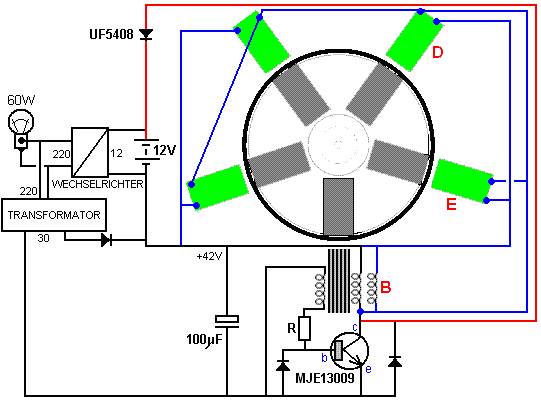 UF5408
D
60W
220
12
12V
WECHSELRICHTER
220
E
TRANSFORMATOR
30
+42V
B
100µF
R
c
b
e
MJE13009